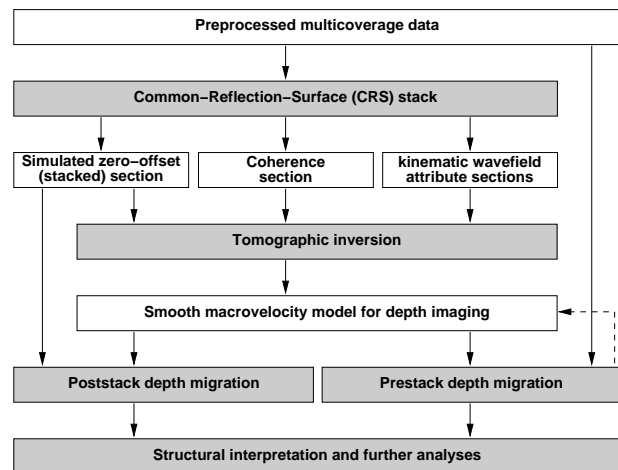 Preprocessed multicoverage data
Common−Reflection−Surface (CRS) stack
Simulated zero−offset
(stacked) section
Coherence
section
kinematic wavefield
attribute sections
Tomographic inversion
Smooth macrovelocity model for depth imaging
Poststack depth migration
Prestack depth migration
Structural interpretation and further analyses